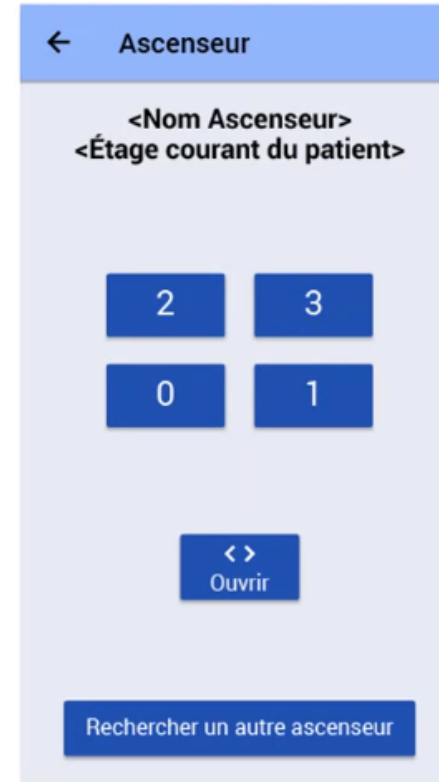 Ascenseur
<Nom Ascenseur>
<Étage courant du patient>
2 3
0 1
< >
Ouvrir
Rechercher un autre ascenseur